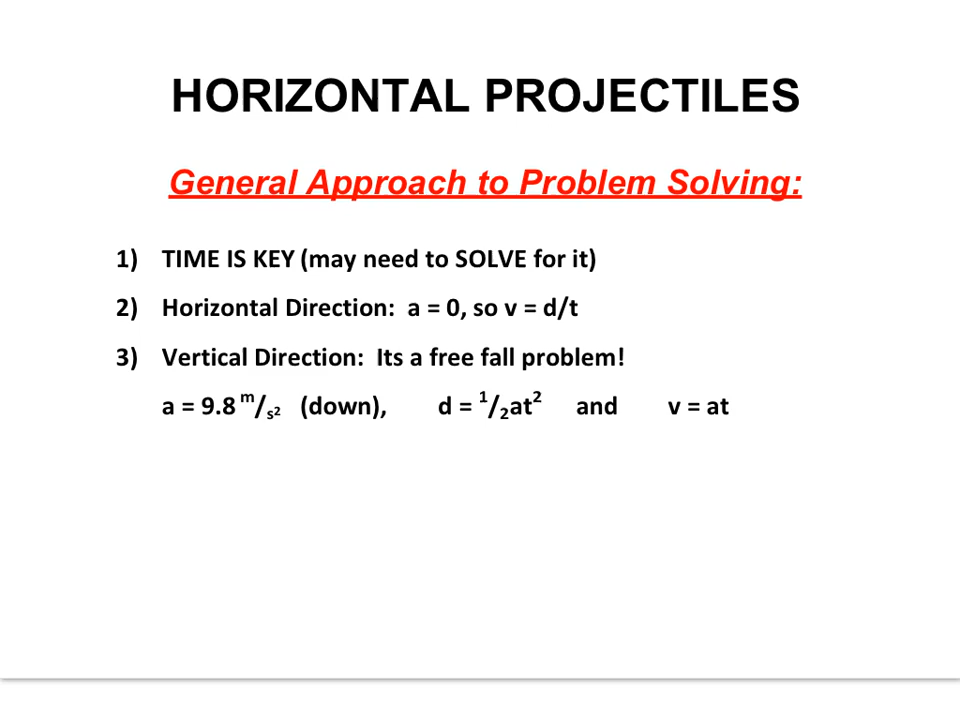 HORIZONTAL PROJECTILES
General Approach to Problem Solving:
1) TIME IS KEY (may need to SOLVE for it)
2) Horizontal Direction: a = 0, so v = d/t
3) Vertical Direction: Its a free fall problem!
a = 9.8 m/s² (down), d = ¹/₂at² and v = at